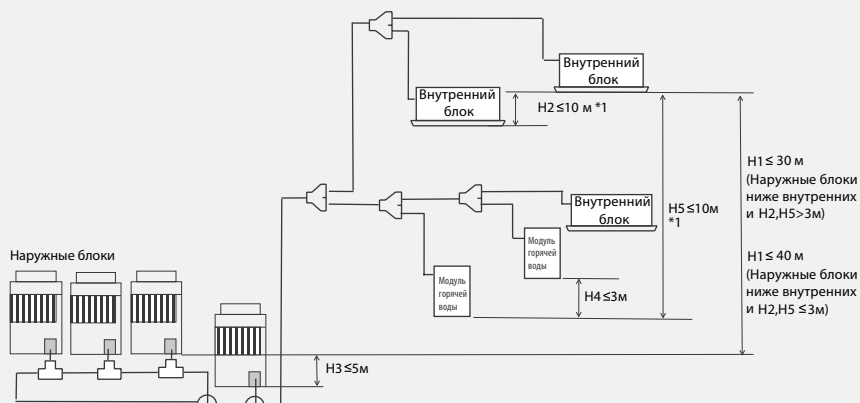 Внутренний
блок
Внутренний
блок
H2≤10 м *1
H1≤ 30 м
(Наружные блоки
ниже внутренних
и H2,H5>3м)
H5≤10м
*1
Внутренний
блок
Модуль
горячей
воды
Модуль
горячей
воды
H4≤3м
H1≤ 40 м
(Наружные блоки
ниже внутренних
и H2,H5 ≤3м)
Наружные блоки
H3≤5м